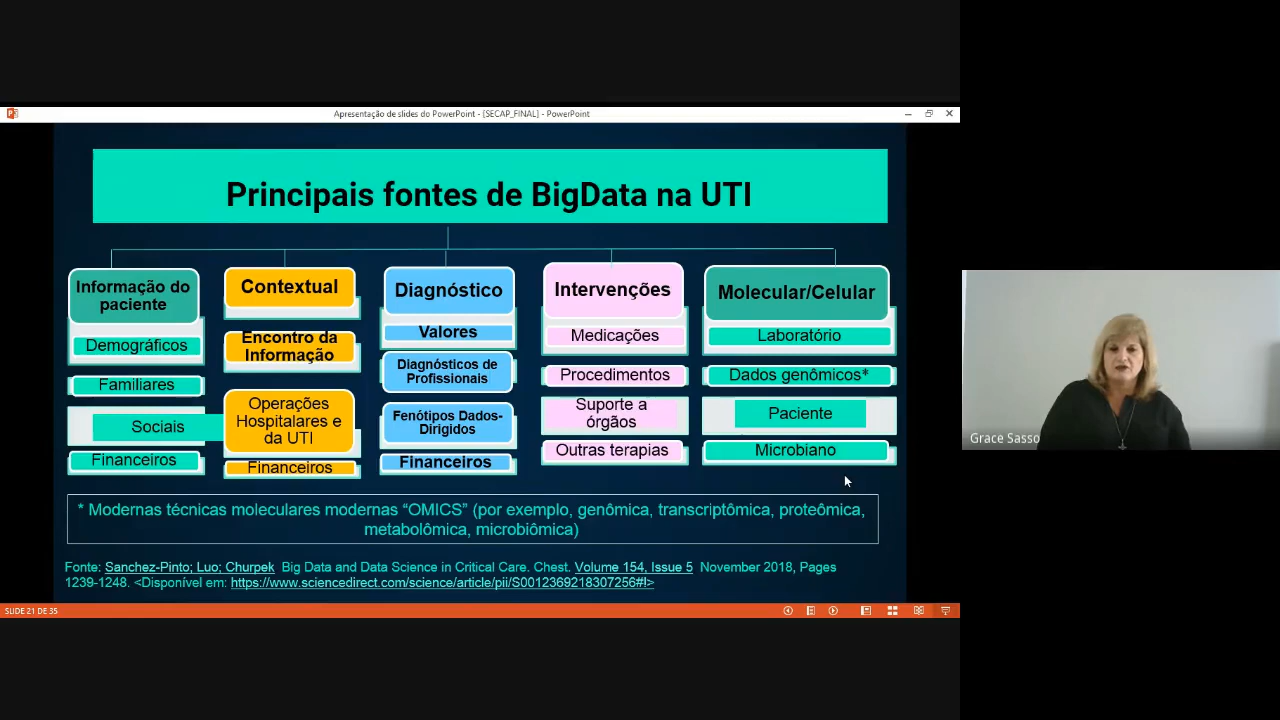 Apresentação de slides do PowerPoint - [SECAP_FINAL] - PowerPoint
Principais fontes de BigData na UTI
Informação do
paciente
Demográficos
Familiares
Sociais
Financeiros
Contextual
Encontro da
Informação
Operações
Hospitalares e
da UTI
Financeiros
Diagnóstico
Valores
Diagnósticos de
Profissionais
Fenótipos Dados-
Dirigidos
Financeiros
Intervenções
Medicações
Procedimentos
Suporte a
órgãos
Outras terapias
Molecular/Celular
Laboratório
Dados genômicos*
Paciente
Microbiano
* Modernas técnicas moleculares modernas “OMICS” (por exemplo, genômica, transcriptômica, proteômica,
metabolômica, microbiômica)
Fonte: Sanchez-Pinto; Luo; Churpek Big Data and Data Science in Critical Care. Chest. Volume 154, Issue 5 November 2018, Pages
1239-1248. <Disponível em: https://www.sciencedirect.com/science/article/pii/S0012369218307256#!>
SLIDE 21 DE 35
Grace Sasso